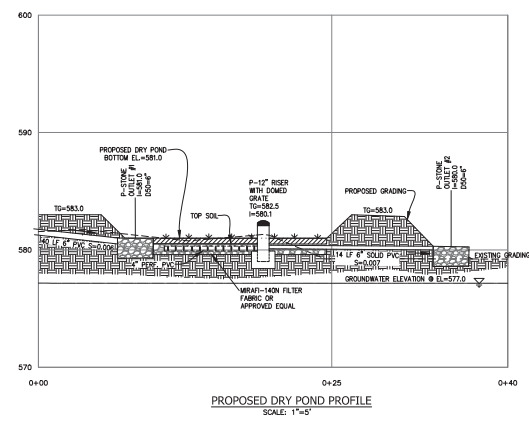 600
590
580
570
0+00
0+25
0+40
PROPOSED DRY POND
BOTTOM EL.=581.0
P-STONE
OUTLET #1
I=581.0
D50=6"
P-12" RISER
WITH DOMED
GRATE
TG=582.5
I=580.1
P-STONE
OUTLET #2
I=580.0
D50=6"
PROPOSED GRADING
TG=583.0
TOP SOIL
TG=583.0
40 LF 6" PVC S=0.006
4" PERF. PVC
14 LF 6" SOLID PVC
S=0.007
EXISTING GRADING
MIRAFI-140N FILTER
FABRIC OR
APPROVED EQUAL
GROUNDWATER ELEVATION @ EL=577.0
PROPOSED DRY POND PROFILE
SCALE: 1"=5'